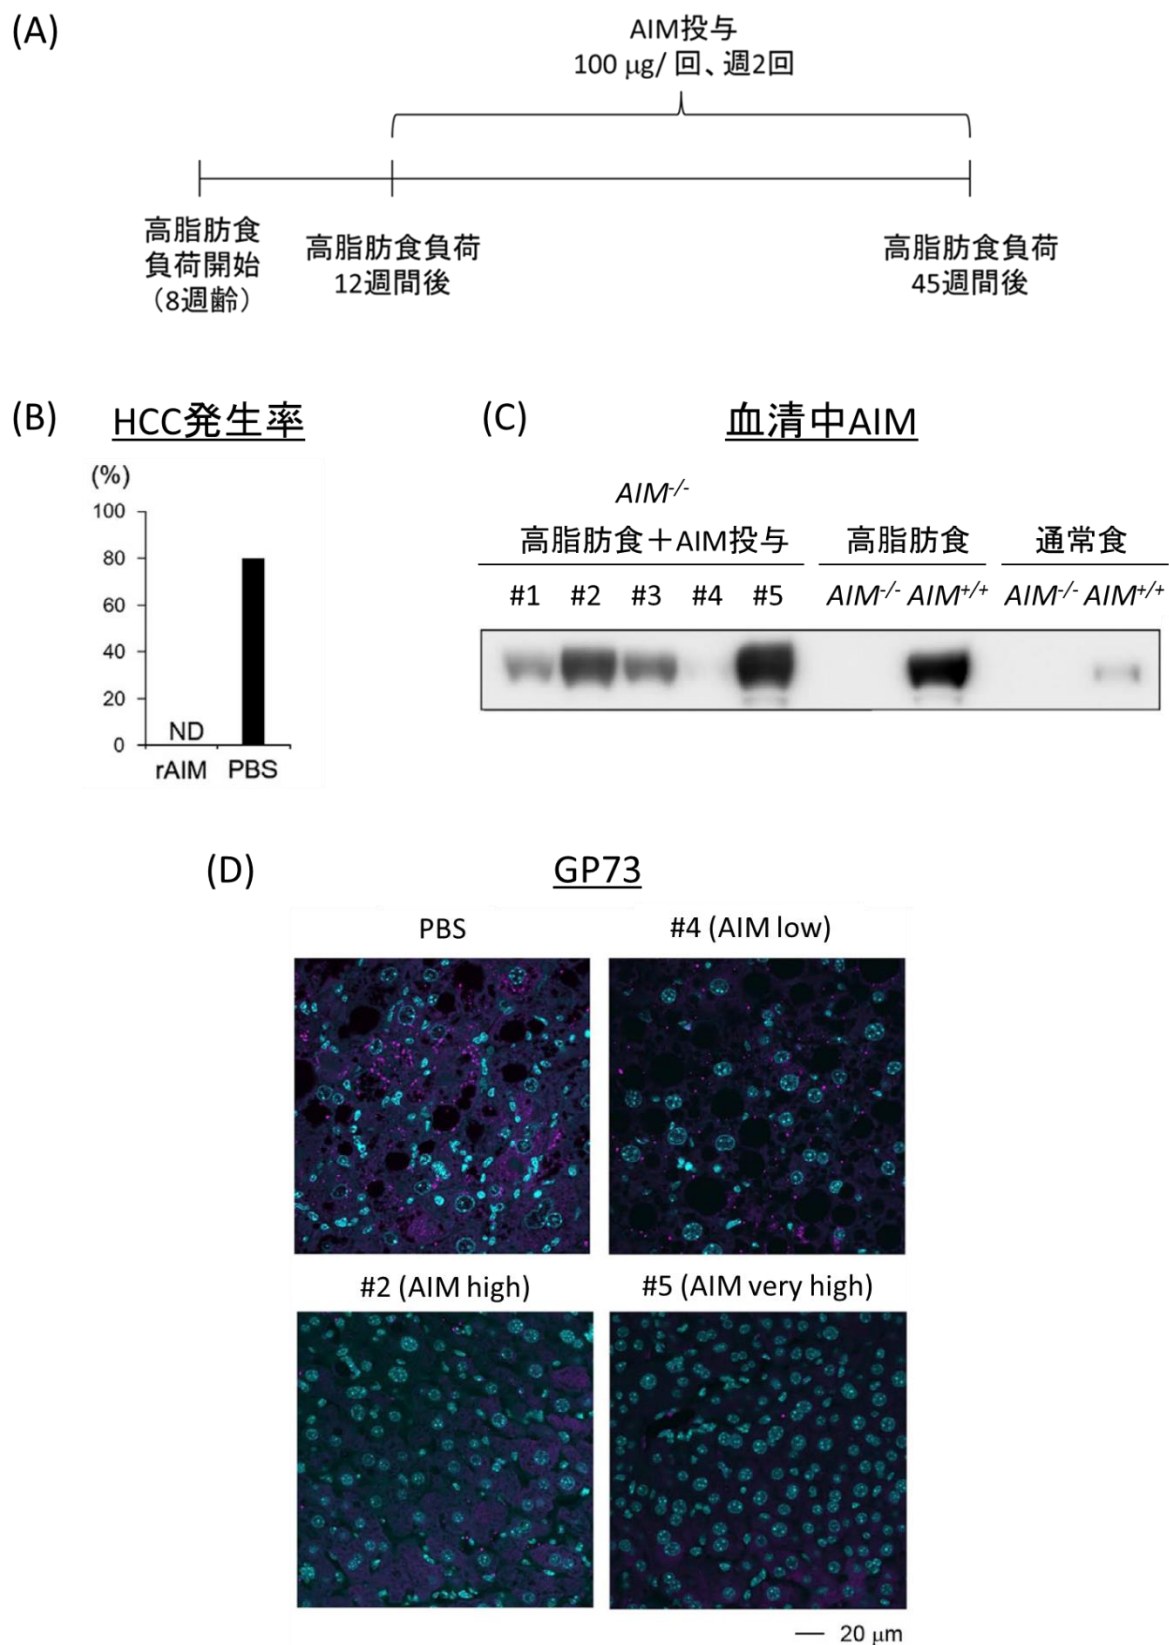 (A)
AIM投与
100 μg/ 回、週2回
高脂肪食
負荷開始
（8週齢）
高脂肪食負荷
12週間後
高脂肪食負荷
45週間後
(B)
HCC発生率
(%)
100
80
60
40
20
0
ND
rAIM PBS
(C)
血清中AIM
AIM-/-
高脂肪食＋AIM投与 高脂肪食 通常食
#1 #2 #3 #4 #5 AIM-/- AIM+/+ AIM-/- AIM+/+
(D)
GP73
PBS #4 (AIM low)
#2 (AIM high) #5 (AIM very high)
20 μm